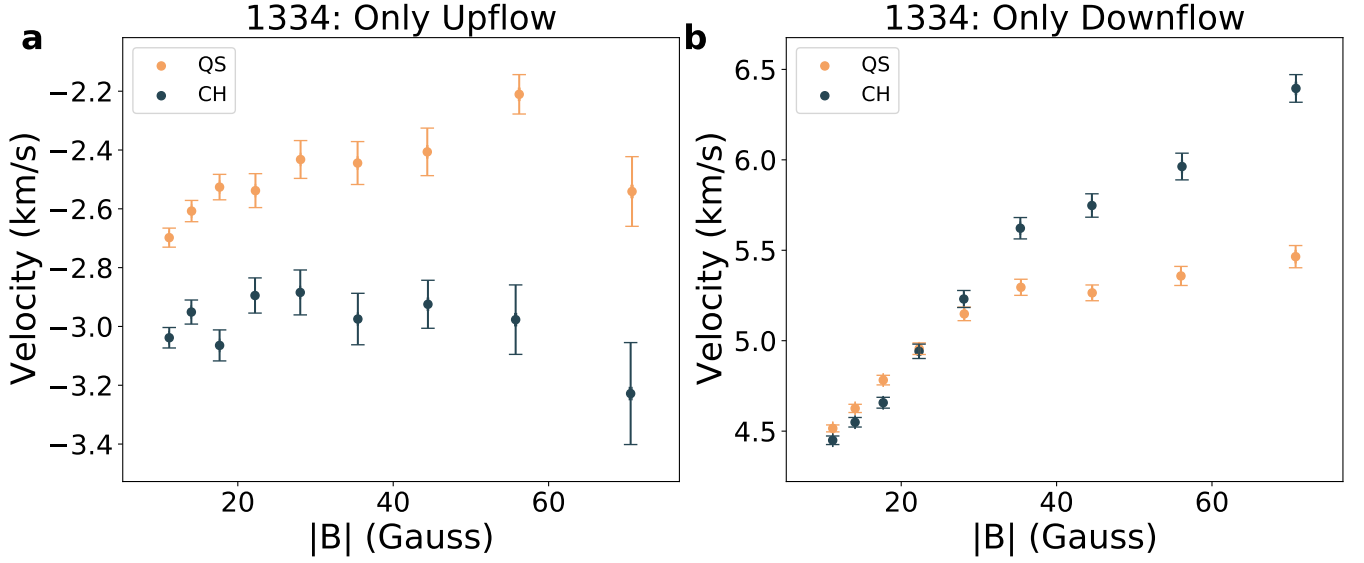 a
1334: Only Upflow
QS
CH
Velocity (km/s)
−2.2
−2.4
−2.6
−2.8
−3.0
−3.2
−3.4
20
40
60
|B| (Gauss)
b
1334: Only Downflow
QS
CH
Velocity (km/s)
6.5
6.0
5.5
5.0
4.5
20
40
60
|B| (Gauss)